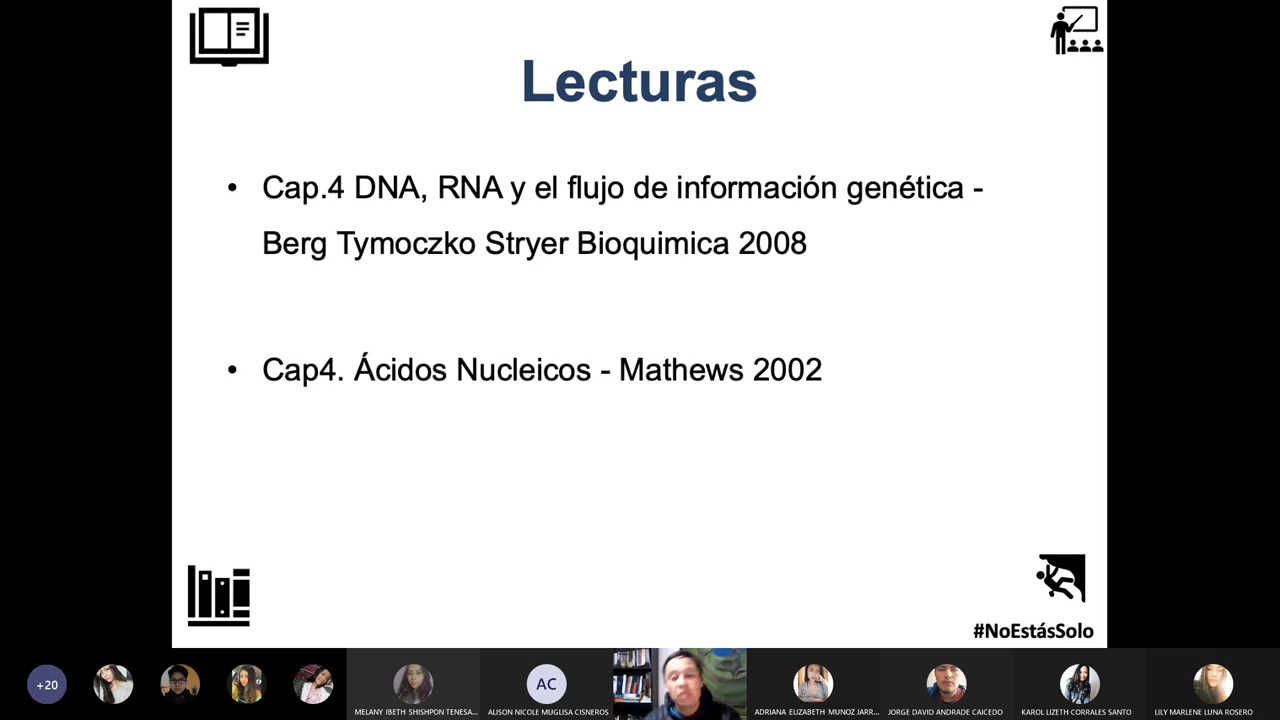 Lecturas
• Cap.4 DNA, RNA y el flujo de información genética -
Berg Tymoczko Stryer Bioquimica 2008
• Cap4. Ácidos Nucleicos - Mathews 2002
#NoEstásSolo
+20
MELANY IBETH SHISHPON TENESA...
AC
ALISON NICOLE MUGLISA CISNEROS
ADRIANA ELIZABETH MUNOZ JARR...
JORGE DAVID ANDRADE CAICEDO
KAROL LIZETH CORRALES SANTO
LILY MARLENE LUNA ROSERO